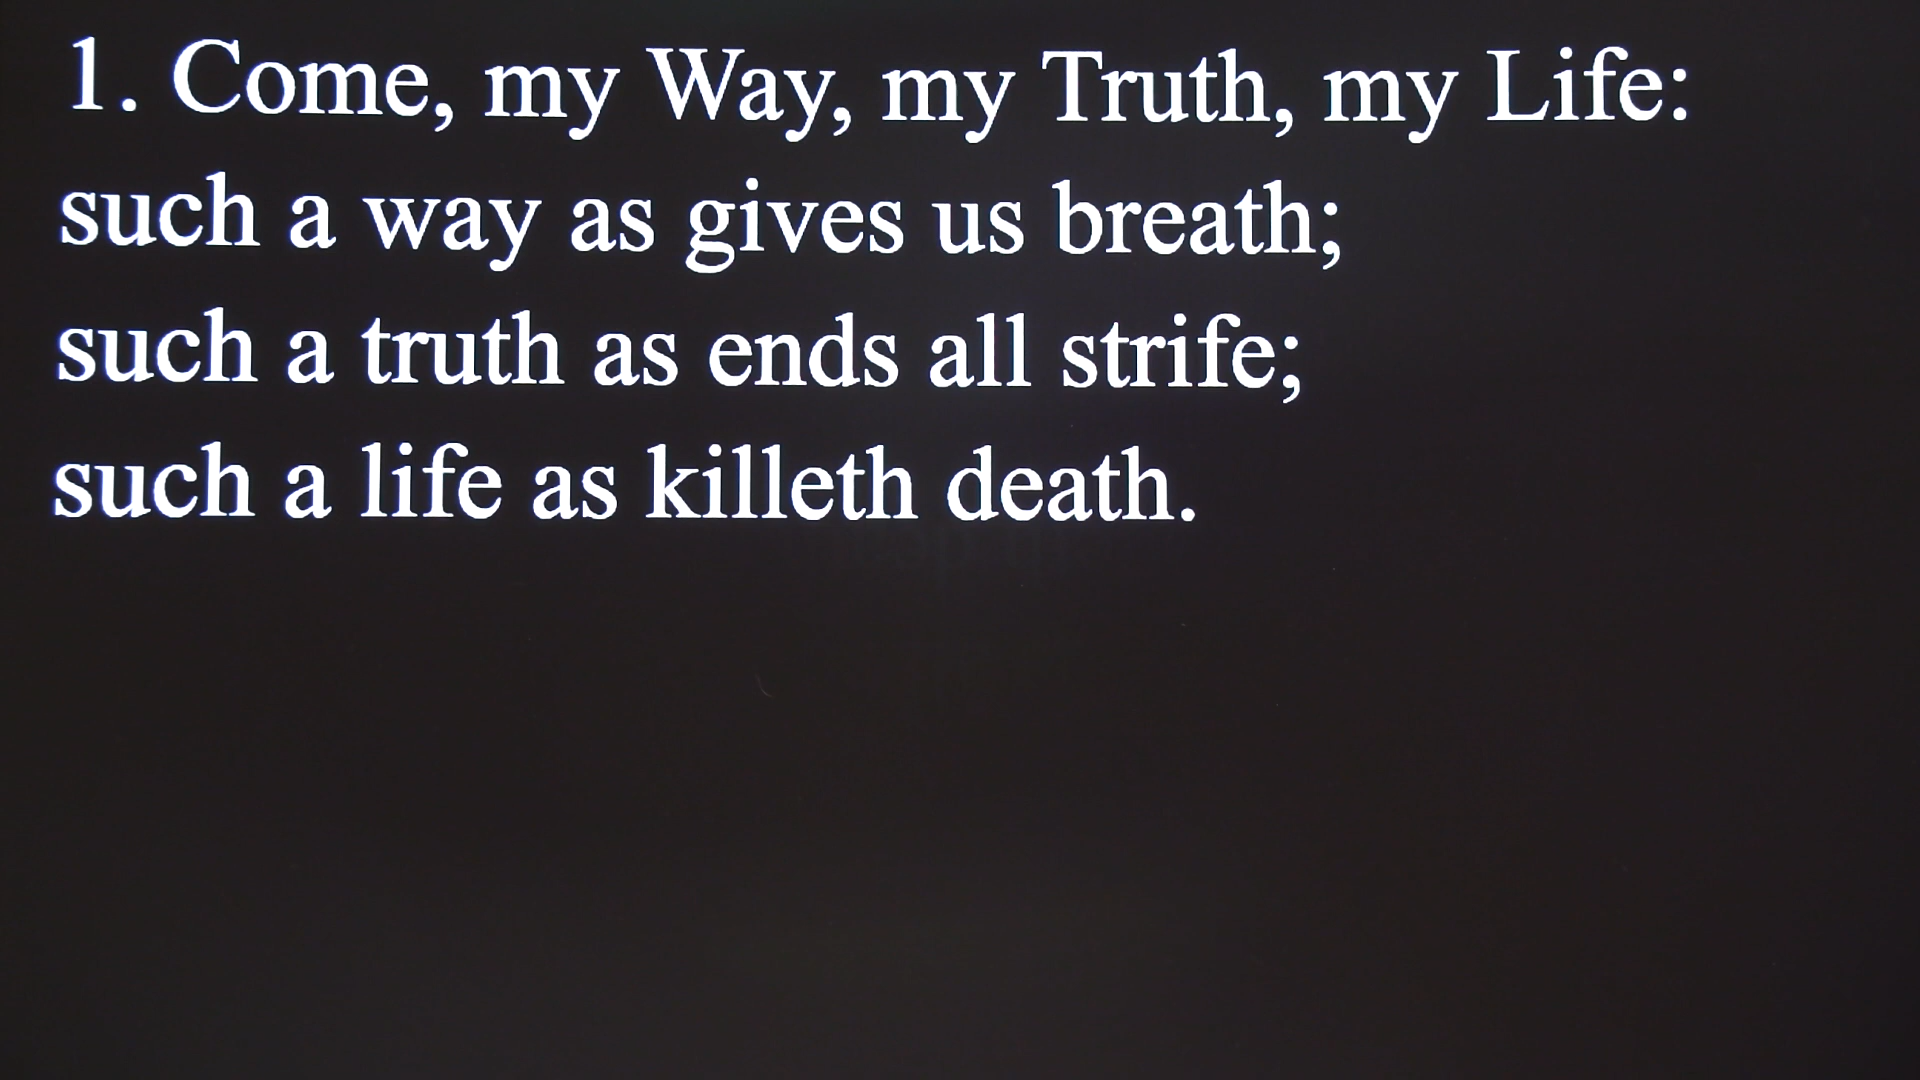 1. Come, my Way, my Truth, my Life:
such a way as gives us breath;
such a truth as ends all strife;
such a life as killeth death.